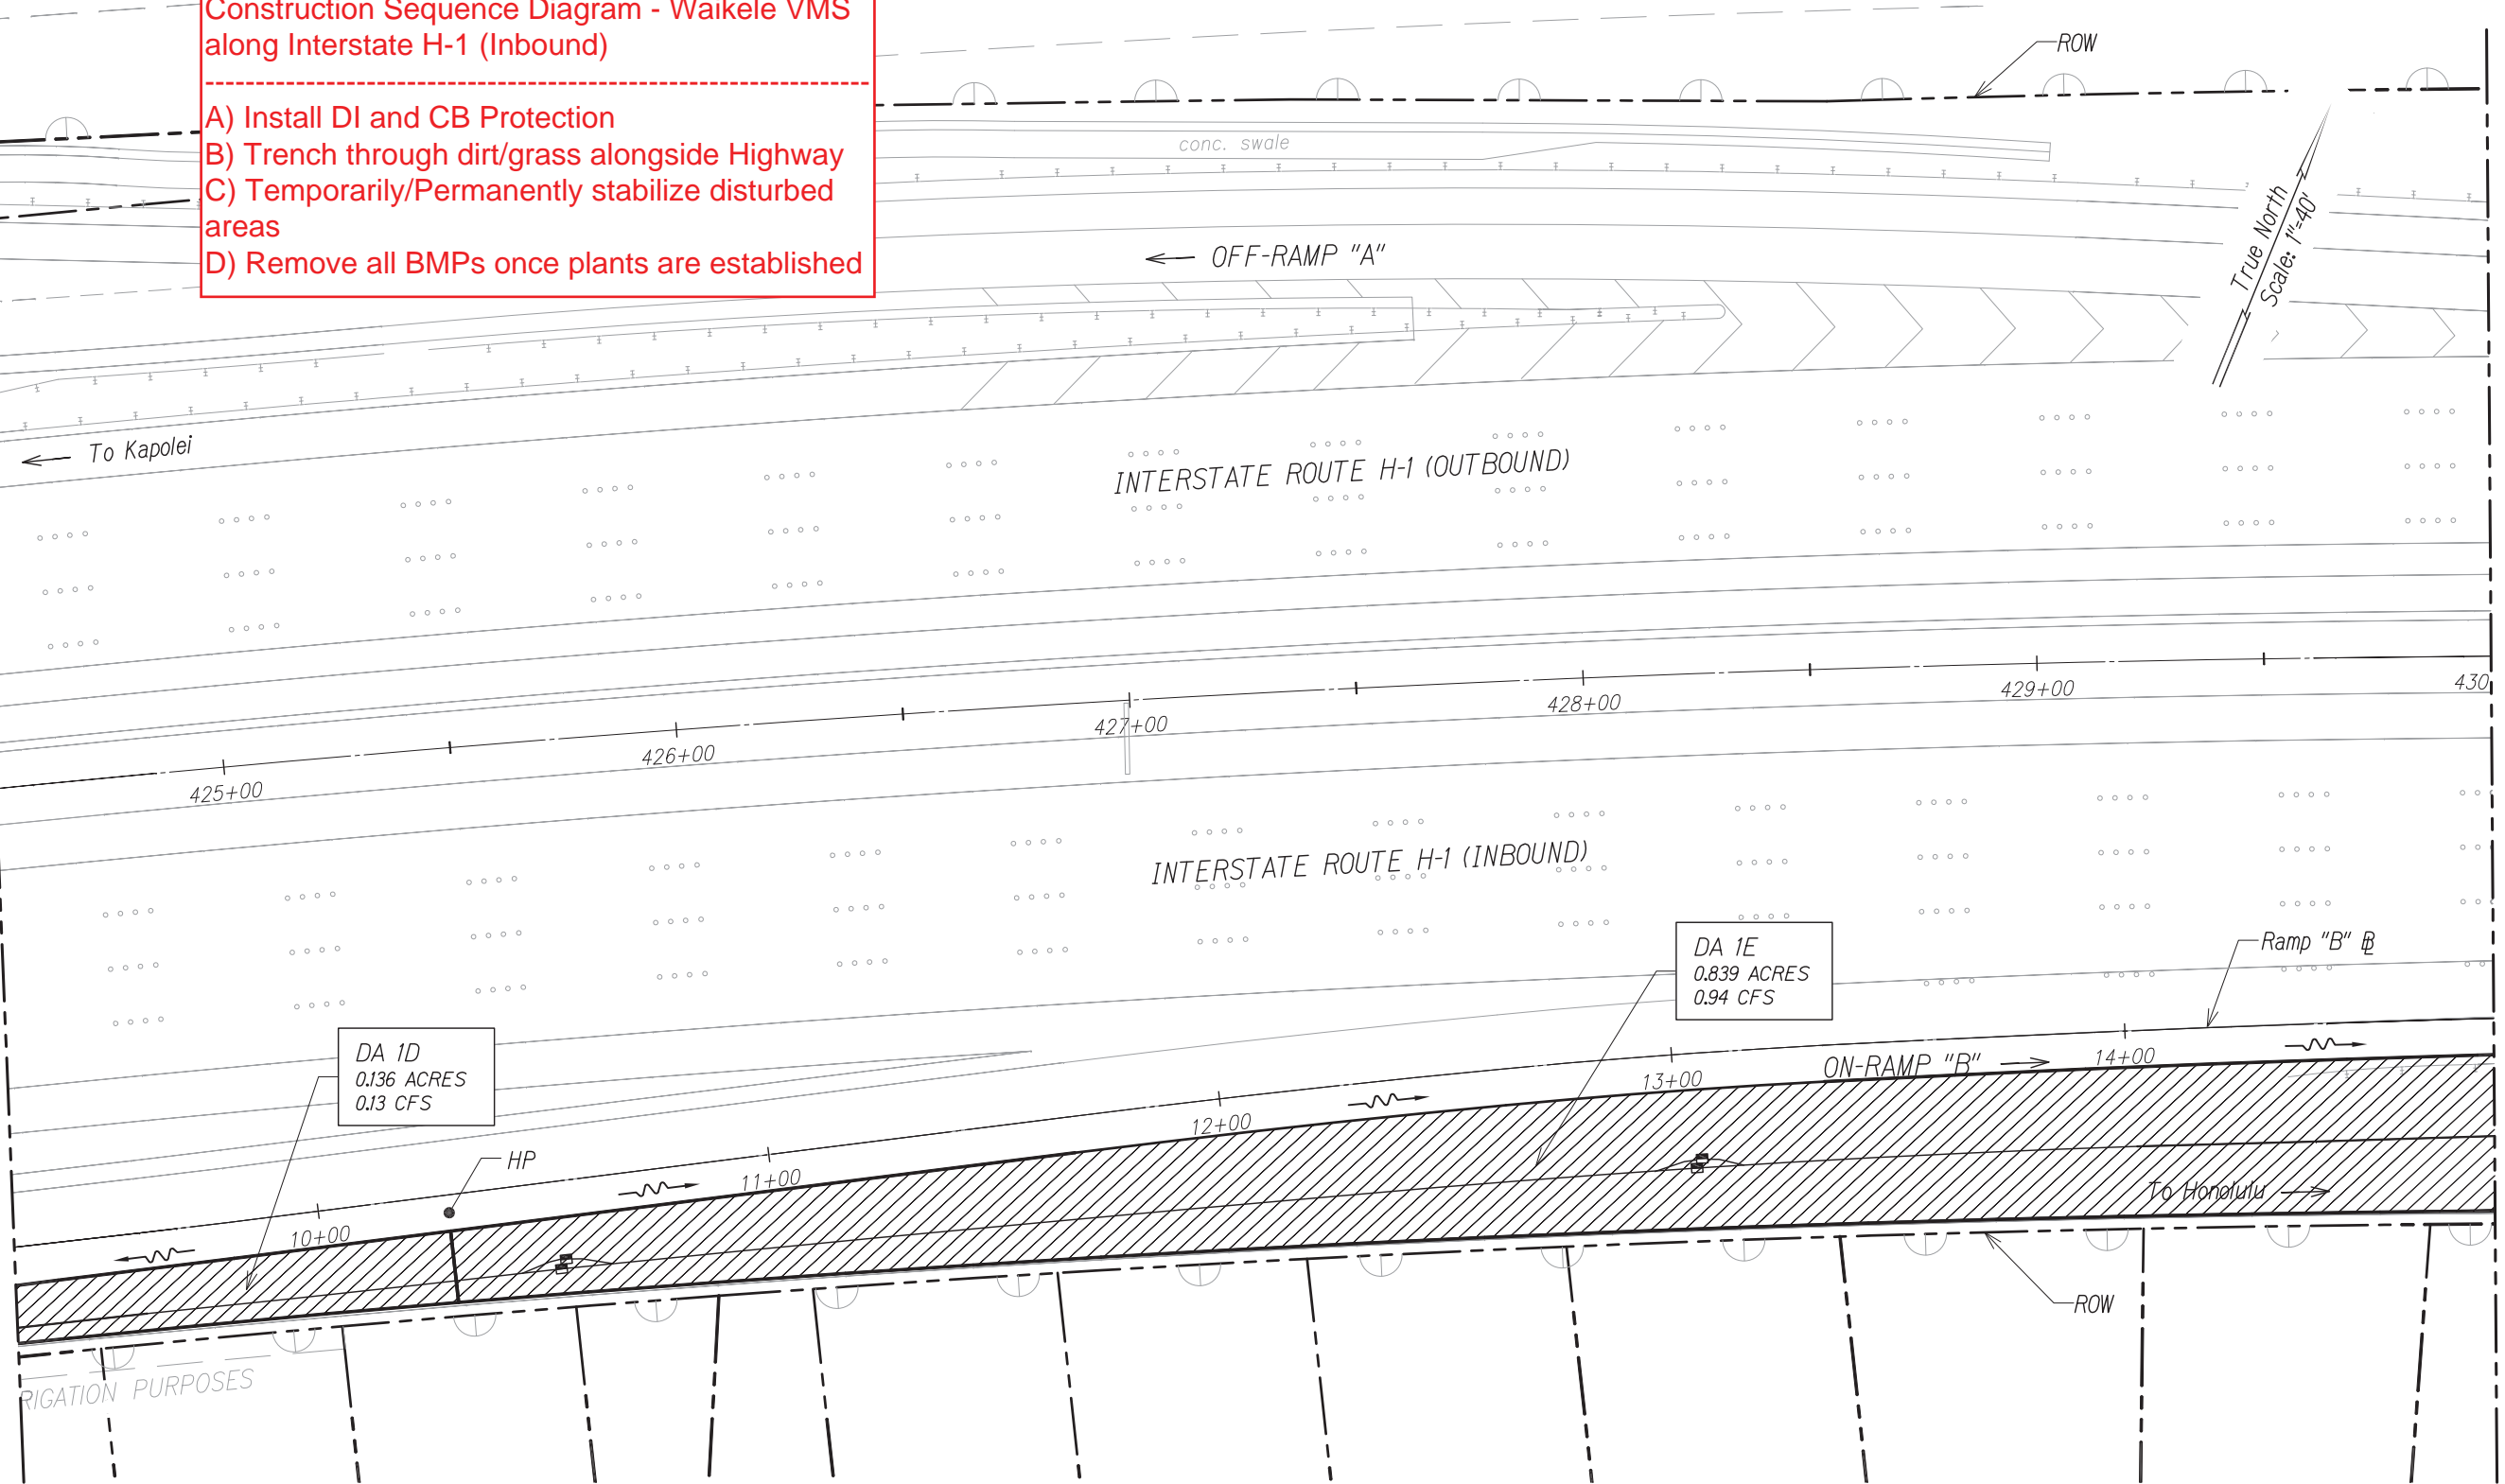 Construction Sequence Diagram - Waikele VMS
along Interstate H-1 (Inbound)
A) Install DI and CB Protection
B) Trench through dirt/grass alongside Highway
C) Temporarily/Permanently stabilize disturbed
areas
D) Remove all BMPs once plants are established
ROW
conc. swale
True North
Scale: 1"=40'
OFF-RAMP "A"
To Kapolei
INTERSTATE ROUTE H-1 (OUTBOUND)
425+00
426+00
427+00
428+00
429+00
430
INTERSTATE ROUTE H-1 (INBOUND)
DA 1E
0.839 ACRES
0.94 CFS
Ramp "B" BL
DA 1D
0.136 ACRES
0.13 CFS
ON-RAMP "B"
HP
10+00
11+00
12+00
13+00
14+00
To Honolulu
ROW
RIGATION PURPOSES